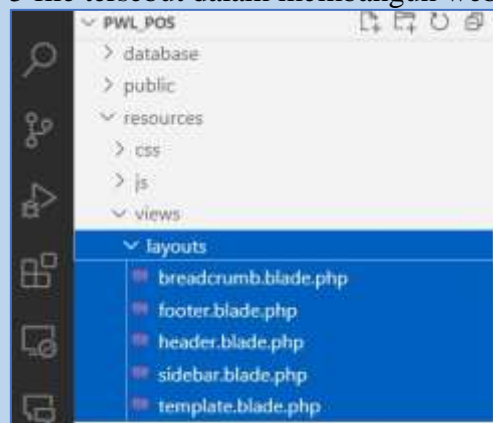 PWL_POS
database
public
resources
css
js
views
layouts
breadcrumb.blade.php
footer.blade.php
header.blade.php
sidebar.blade.php
template.blade.php